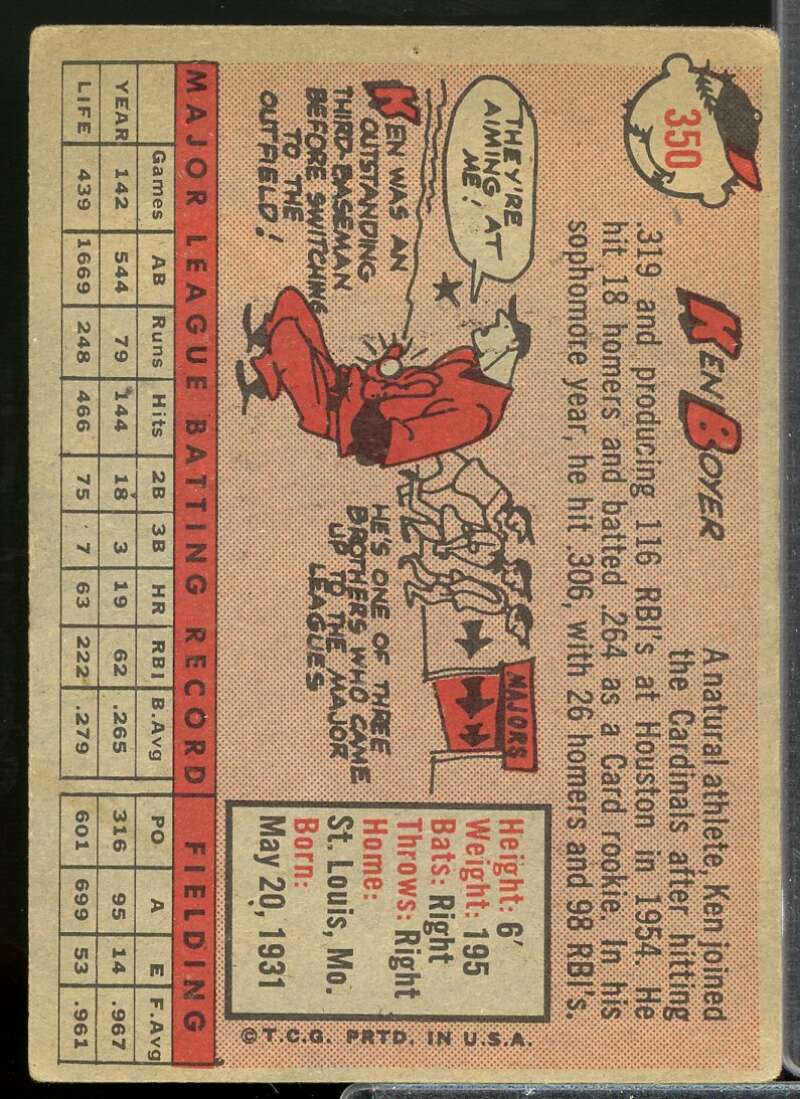 350
KEN BOYER
A natural athlete, Ken joined
the Cardinals after hitting
.319 and producing 116 RBI's at Houston in 1954. He
hit 18 homers and batted .264 as a Card rookie. In his
sophomore year, he hit .306, with 26 homers and 98 RBI's.
THEY'RE
AIMING AT
ME!
KEN WAS AN
OUTSTANDING
THIRD-BASEMAN
BEFORE SWITCHING
TO THE
OUTFIELD!
MAJORS
HE'S ONE OF THREE
BROTHERS WHO CAME
UP TO THE MAJOR
LEAGUES
Height: 6'
Weight: 195
Bats: Right
Throws: Right
Home:
St. Louis, Mo.
Born:
May 20, 1931
© T.C.G. PRTD. IN U.S.A.
MAJOR LEAGUE BATTING RECORD FIELDING
Games AB Runs Hits 2B 3B HR RBI B.Avg PO A E F.Avg
YEAR 142 544 79 144 18 3 19 62 .265 316 95 14 .967
LIFE 439 1669 248 466 75 7 63 222 .279 601 699 53 .961